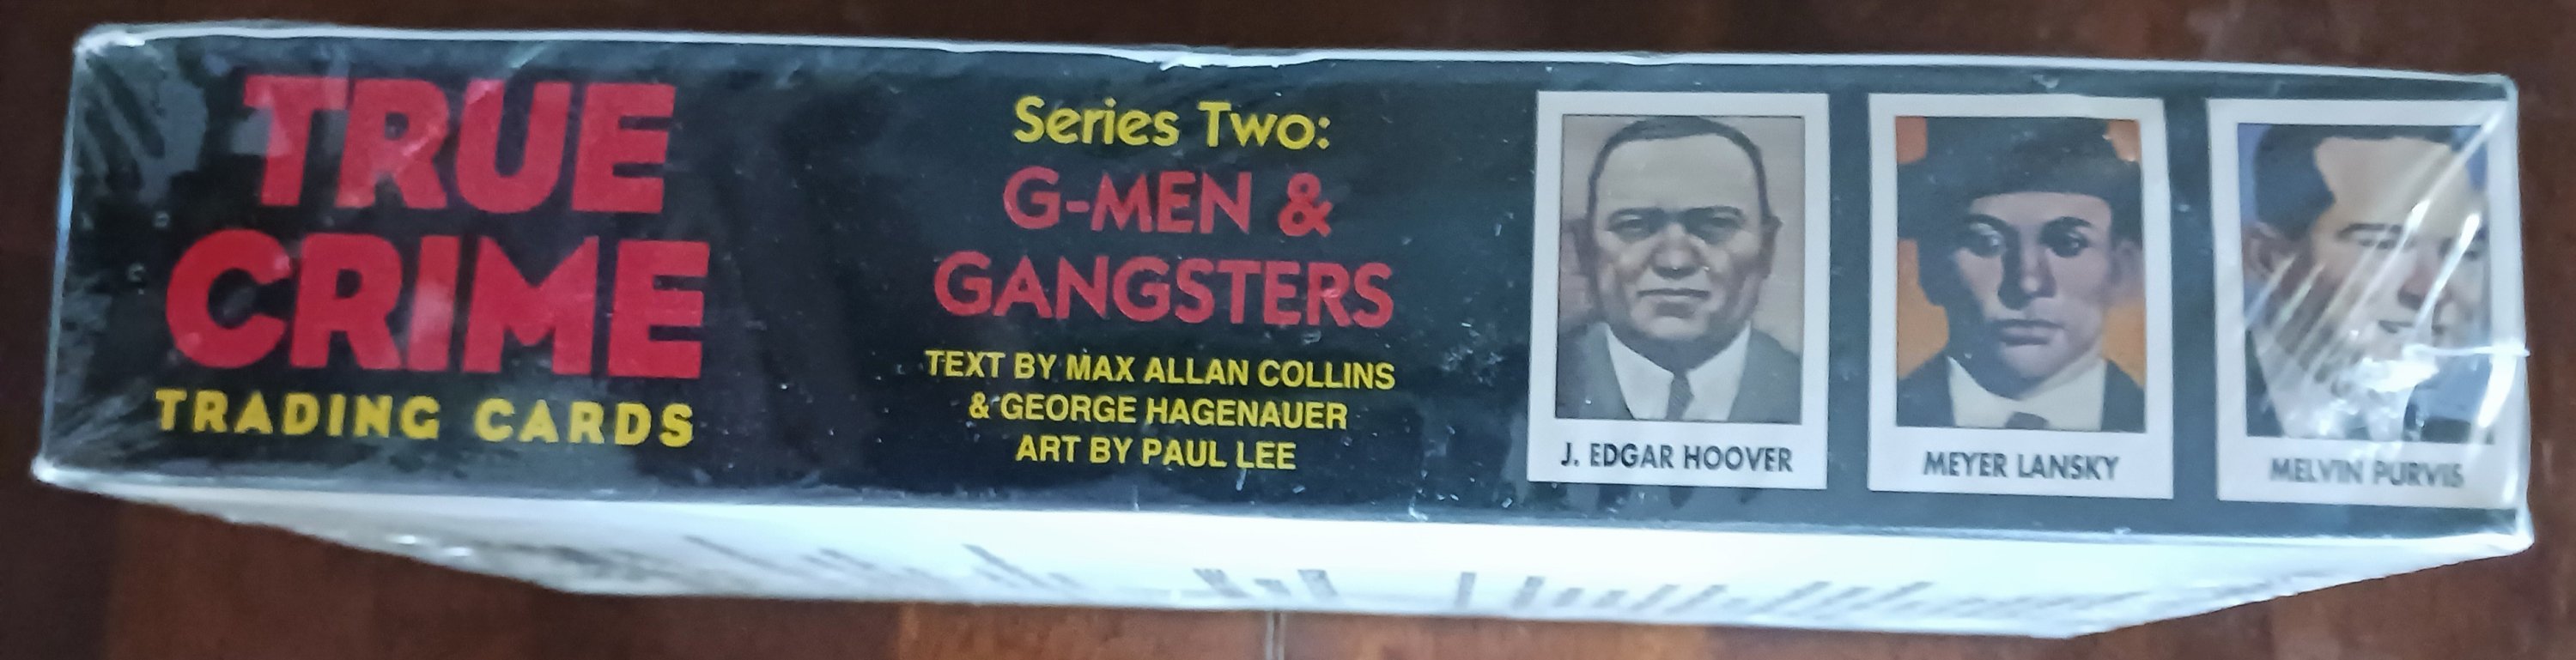 TRUE
CRIME
TRADING CARDS
Series Two:
G-MEN &
GANGSTERS
TEXT BY MAX ALLAN COLLINS
& GEORGE HAGENAUER
ART BY PAUL LEE
J. EDGAR HOOVER
MEYER LANSKY
MELVIN PURVIS